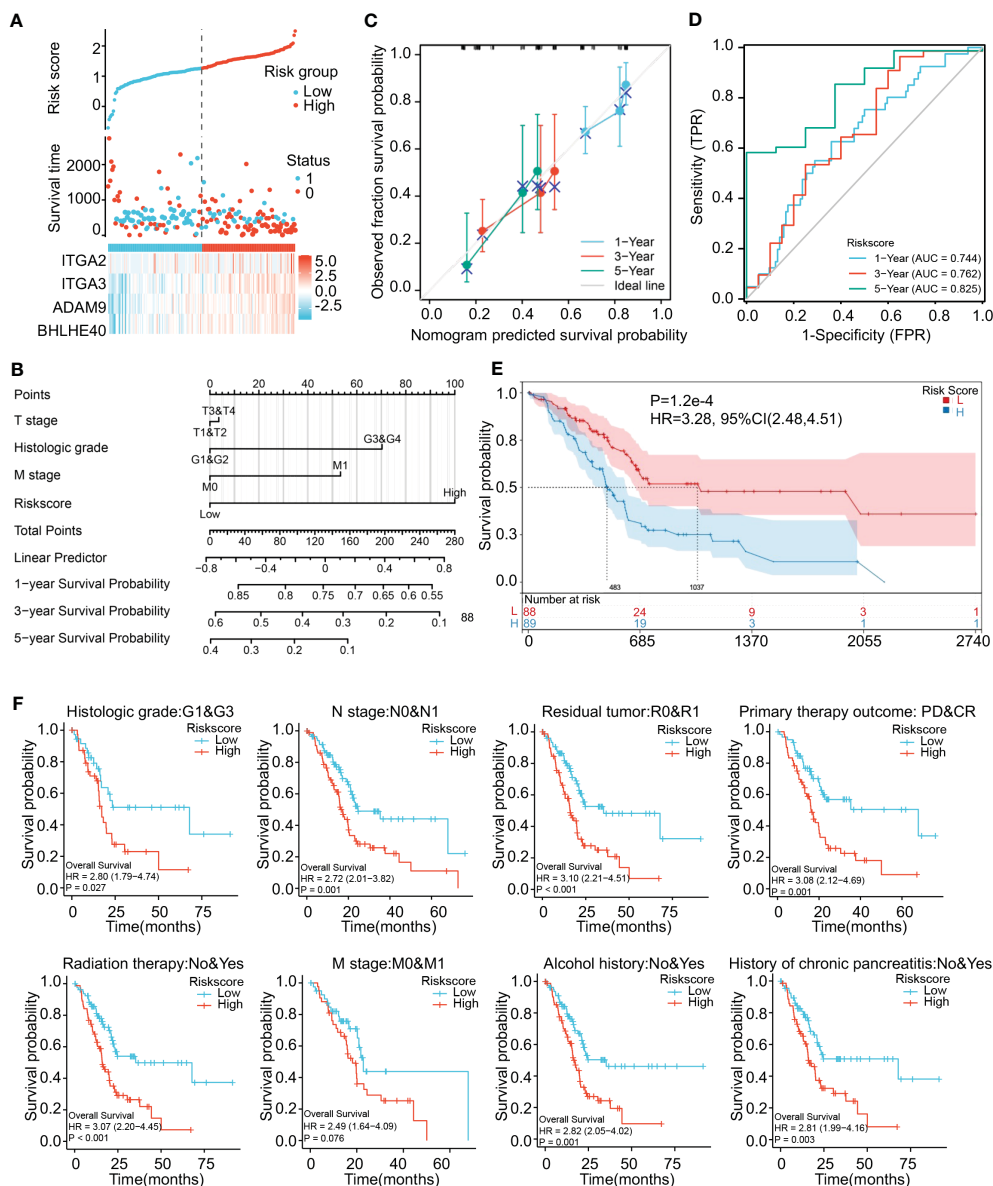 A
Risk score
2
1
0
Risk group
Low
High
Survival time
2000
1000
0
Status
1
0
ITGA2
ITGA3
ADAM9
BHLHE40
5.0
2.5
0.0
-2.5
B
Points
0 20 40 60 80 100
T stage
T3&T4
T1&T2
Histologic grade
G3&G4
G1&G2
M stage
M1
M0
Riskscore
High
Low
Total Points
0 40 80 120 160 200 240 280
Linear Predictor
−0.8 −0.4 0 0.4 0.8
1-year Survival Probability
0.85 0.8 0.75 0.7 0.65 0.6 0.55
3-year Survival Probability
0.6 0.5 0.4 0.3 0.2 0.1
88
5-year Survival Probability
0.4 0.3 0.2 0.1
C
Observed fraction survival probability
1.0
0.8
0.6
0.4
0.2
0.0
1−Year
3−Year
5−Year
Ideal line
0.0 0.2 0.4 0.6 0.8 1.0
Nomogram predicted survival probability
D
Sensitivity (TPR)
1.0
0.8
0.6
0.4
0.2
0.0
Riskscore
1−Year (AUC = 0.744)
3−Year (AUC = 0.762)
5−Year (AUC = 0.825)
0.0 0.2 0.4 0.6 0.8 1.0
1-Specificity (FPR)
E
Survival probability
1.0
0.8
0.5
0.3
0.0
P=1.2e-4
HR=3.28, 95%CI(2.48,4.51)
Risk Score
L
H
483
1037
Number at risk
L 88 24 9 3 1
H 89 19 3 1 1
0 685 1370 2055 2740
F
Histologic grade:G1&G3
Riskscore
Low
High
Survival probability
1.0
0.8
0.6
0.4
0.2
0.0
Overall Survival
HR = 2.80 (1.79−4.74)
P = 0.027
0 25 50 75
Time(months)
N stage:N0&N1
Riskscore
Low
High
Survival probability
1.0
0.8
0.6
0.4
0.2
0.0
Overall Survival
HR = 2.72 (2.01−3.82)
P = 0.001
0 20 40 60
Time(months)
Residual tumor:R0&R1
Riskscore
Low
High
Survival probability
1.0
0.8
0.6
0.4
0.2
0.0
Overall Survival
HR = 3.10 (2.21−4.51)
P < 0.001
0 25 50 75
Time(months)
Primary therapy outcome: PD&CR
Riskscore
Low
High
Survival probability
1.0
0.8
0.6
0.4
0.2
0.0
Overall Survival
HR = 3.08 (2.12−4.69)
P = 0.001
0 20 40 60
Time(months)
Radiation therapy:No&Yes
Riskscore
Low
High
Survival probability
1.0
0.8
0.6
0.4
0.2
0.0
Overall Survival
HR = 3.07 (2.20−4.45)
P < 0.001
0 25 50 75
Time(months)
M stage:M0&M1
Riskscore
Low
High
Survival probability
1.0
0.8
0.6
0.4
0.2
0.0
Overall Survival
HR = 2.49 (1.64−4.09)
P = 0.076
0 20 40 60
Time(months)
Alcohol history:No&Yes
Riskscore
Low
High
Survival probability
1.0
0.8
0.6
0.4
0.2
0.0
Overall Survival
HR = 2.82 (2.05−4.02)
P = 0.001
0 25 50 75
Time(months)
History of chronic pancreatitis:No&Yes
Riskscore
Low
High
Survival probability
1.0
0.8
0.6
0.4
0.2
0.0
Overall Survival
HR = 2.81 (1.99−4.16)
P = 0.003
0 25 50 75
Time(months)